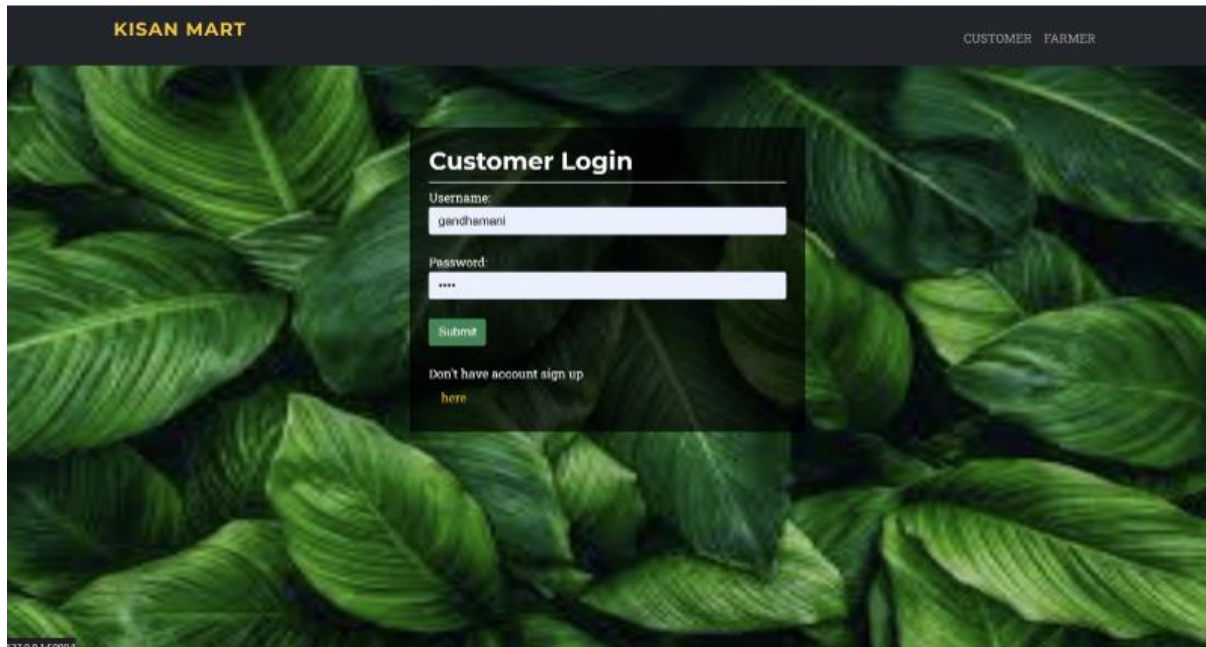 KISAN MART
CUSTOMER FARMER
Customer Login
Username:
gandhamani
Password:
••••
Submit
Don't have account sign up
here